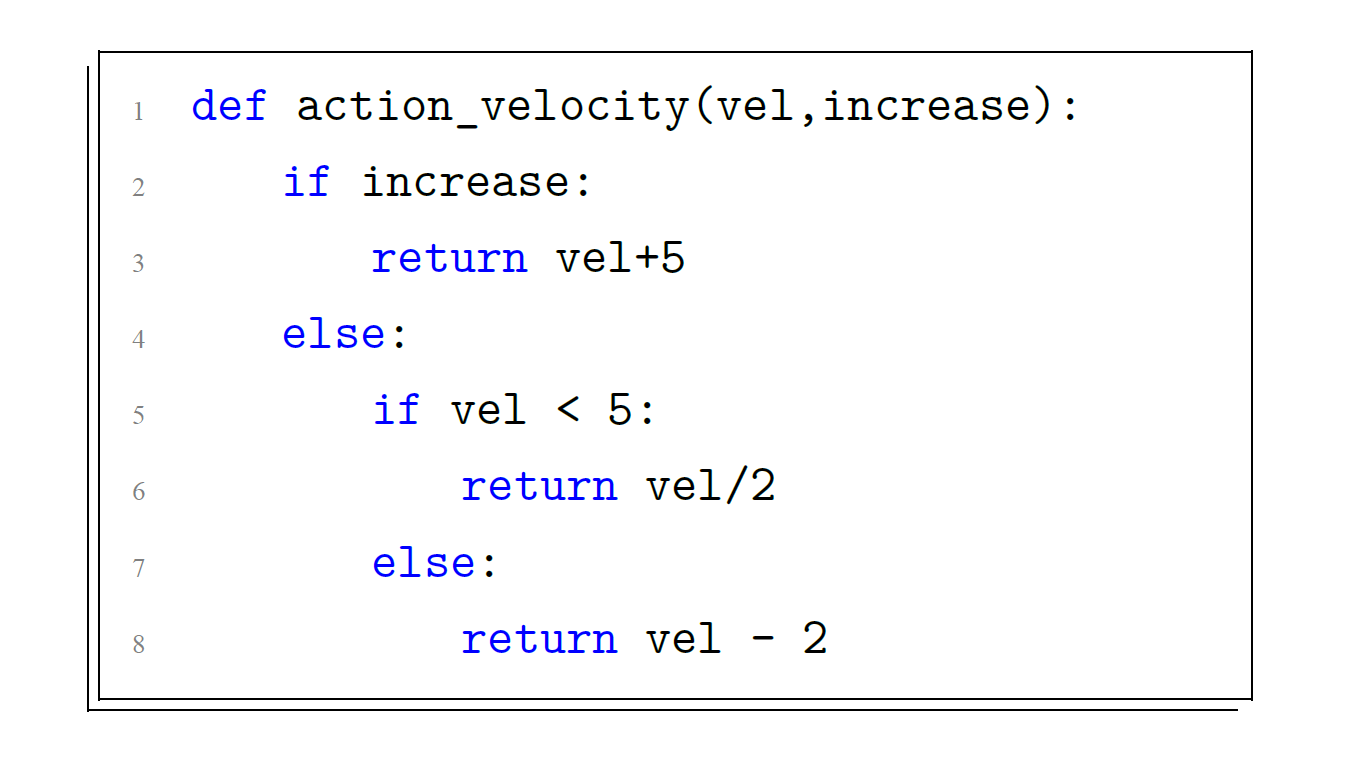 1 def action_velocity(vel,increase):
2     if increase:
3         return vel+5
4     else:
5         if vel < 5:
6             return vel/2
7         else:
8             return vel - 2